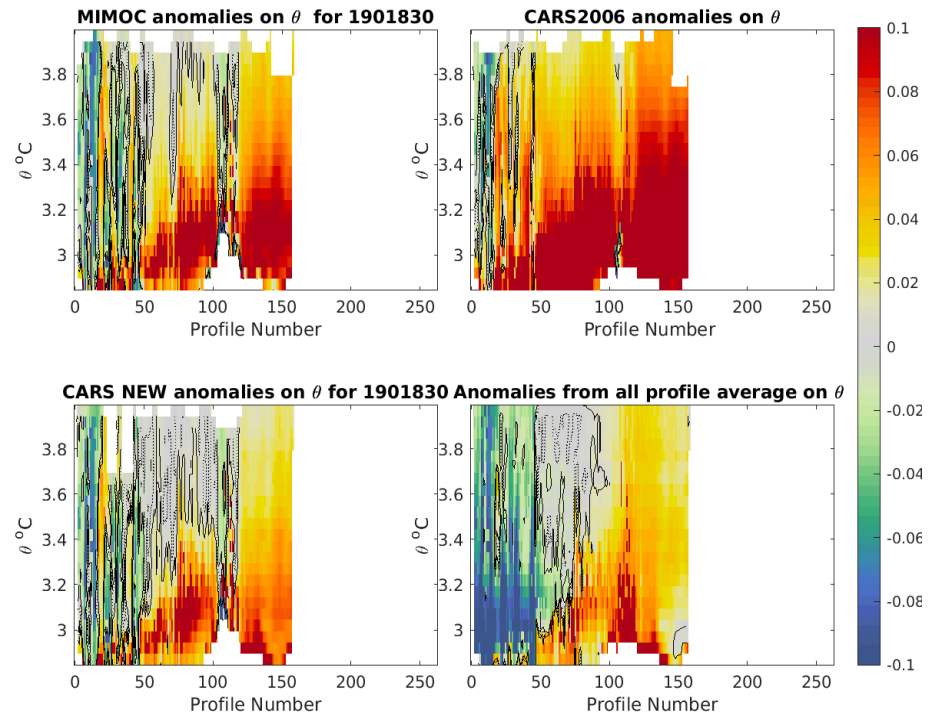 MIMOC anomalies on θ for 1901830
CARS2006 anomalies on θ
θ °C
3.8
3.6
3.4
3.2
3
0 50 100 150 200 250
Profile Number
θ °C
3.8
3.6
3.4
3.2
3
0 50 100 150 200 250
Profile Number
CARS NEW anomalies on θ for 1901830
Anomalies from all profile average on θ
θ °C
3.8
3.6
3.4
3.2
3
0 50 100 150 200 250
Profile Number
θ °C
3.8
3.6
3.4
3.2
3
0 50 100 150 200 250
Profile Number
0.1
0.08
0.06
0.04
0.02
0
-0.02
-0.04
-0.06
-0.08
-0.1